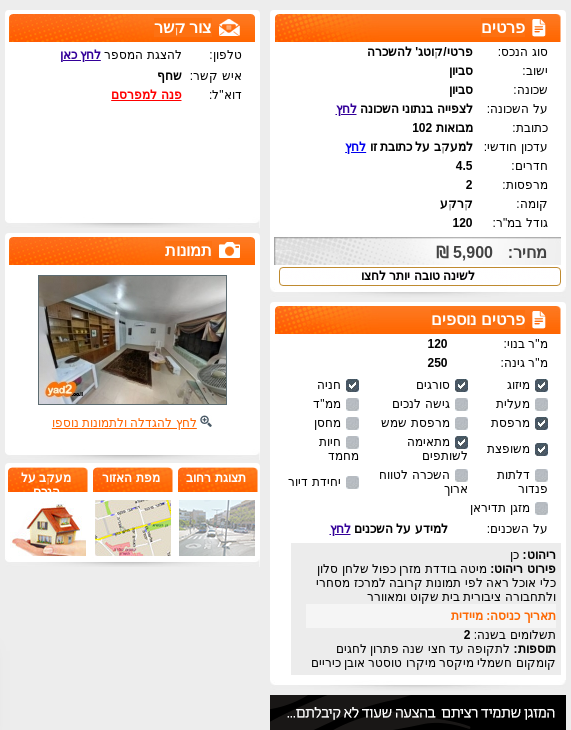 פרטים
סוג הנכס: פרטי/קוטג' להשכרה
ישוב: סביון
שכונה: סביון
על השכונה: לצפייה בנתוני השכונה לחץ
כתובת: מבואות 102
עדכון חודשי: למעקב על כתובת זו לחץ
חדרים: 4.5
מרפסות: 2
קומה: קרקע
גודל במ"ר: 120
מחיר: 5,900 ₪
לשינה טובה יותר לחצו
פרטים נוספים
מ"ר בנוי: 120
מ"ר גינה: 250
מיזוג סורגים חניה
מעלית גישה לנכים ממ"ד
מרפסת מרפסת שמש מחסן
משופצת מתאימה לשותפים חיות מחמד
דלתות פנדור השכרה לטווח ארוך יחידת דיור
מזגן תדיראן
על השכנים: למידע על השכנים לחץ
ריהוט: כן
פירוט ריהוט: מיטה בודדת מזרן כפול שלחן סלון
כלי אוכל ראה לפי תמונות קרובה למרכז מסחרי
ולתחבורה ציבורית בית שקוט ומאוורר
תאריך כניסה: מיידית
תשלומים בשנה: 2
תוספות: לתקופה עד חצי שנה פתרון לחגים
קומקום חשמלי מיקסר מיקרו טוסטר אובן כיריים
המזגן שתמיד רציתם בהצעה שעוד לא קיבלתם...
צור קשר
טלפון: להצגת המספר לחץ כאן
איש קשר: שחף
דוא"ל: פנה למפרסם
תמונות
yad2
לחץ להגדלה ולתמונות נוספו
תצוגת רחוב
מפת האזור
מעקב על
הנכס